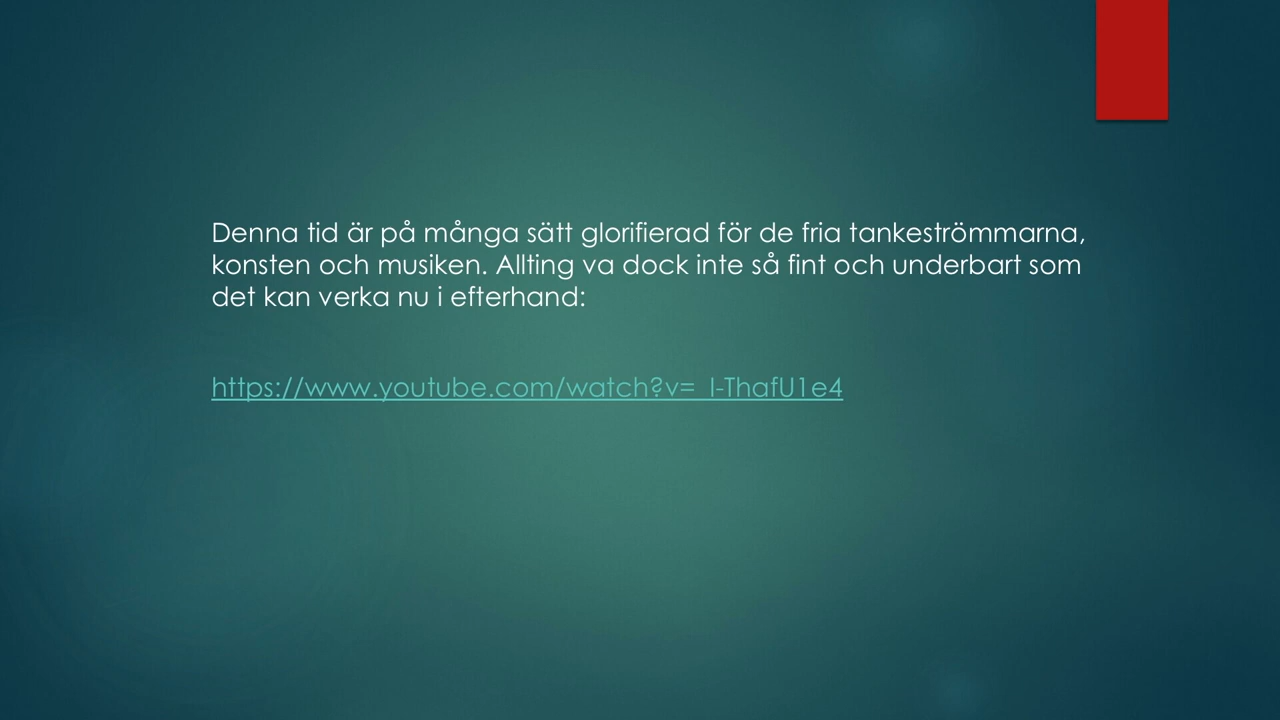 Denna tid är på många sätt glorifierad för de fria tankeströmmarna,
konsten och musiken. Allting va dock inte så fint och underbart som
det kan verka nu i efterhand:
https://www.youtube.com/watch?v=_I-ThafU1e4